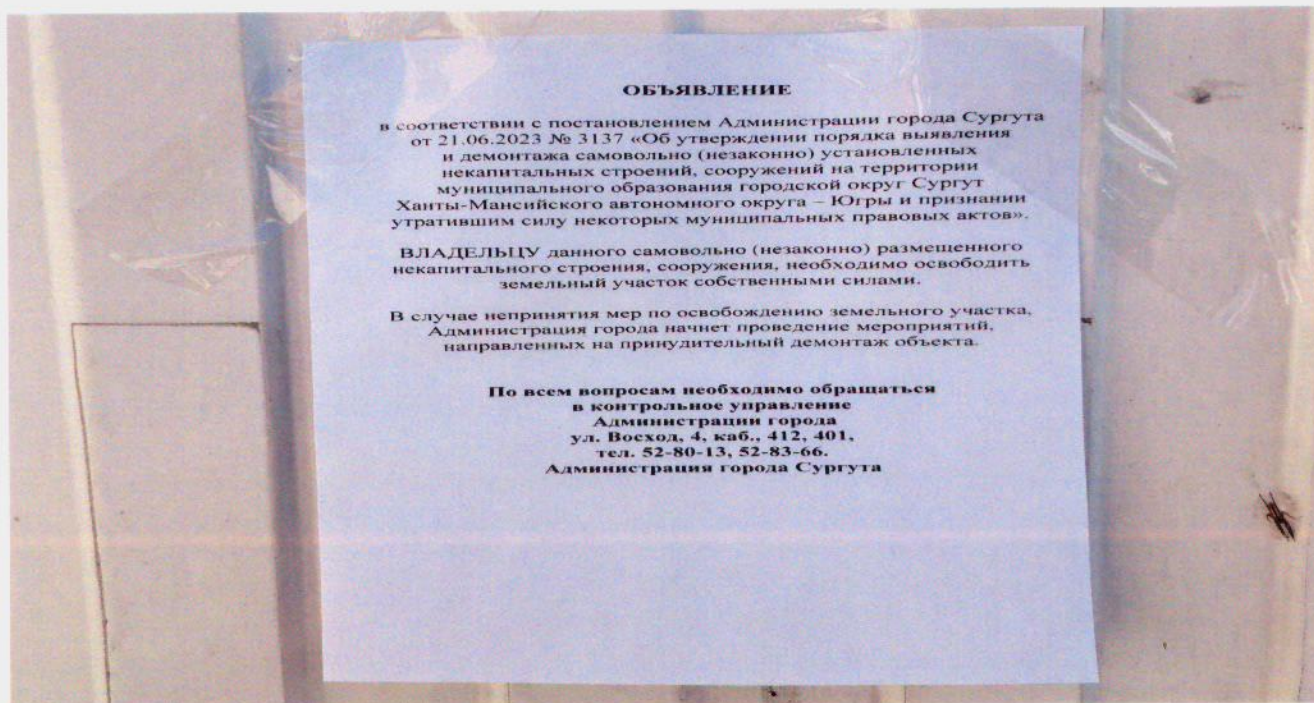 ОБЪЯВЛЕНИЕ
в соответствии с постановлением Администрации города Сургута
от 21.06.2023 № 3137 «Об утверждении порядка выявления
и демонтажа самовольно (незаконно) установленных
некапитальных строений, сооружений на территории
муниципального образования городской округ Сургут
Ханты-Мансийского автономного округа – Югры и признании
утратившим силу некоторых муниципальных правовых актов».
ВЛАДЕЛЬЦУ данного самовольно (незаконно) размещенного
некапитального строения, сооружения, необходимо освободить
земельный участок собственными силами.
В случае непринятия мер по освобождению земельного участка,
Администрация города начнет проведение мероприятий,
направленных на принудительный демонтаж объекта.
По всем вопросам необходимо обращаться
в контрольное управление
Администрации города
ул. Восход, 4, каб., 412, 401,
тел. 52-80-13, 52-83-66.
Администрация города Сургута